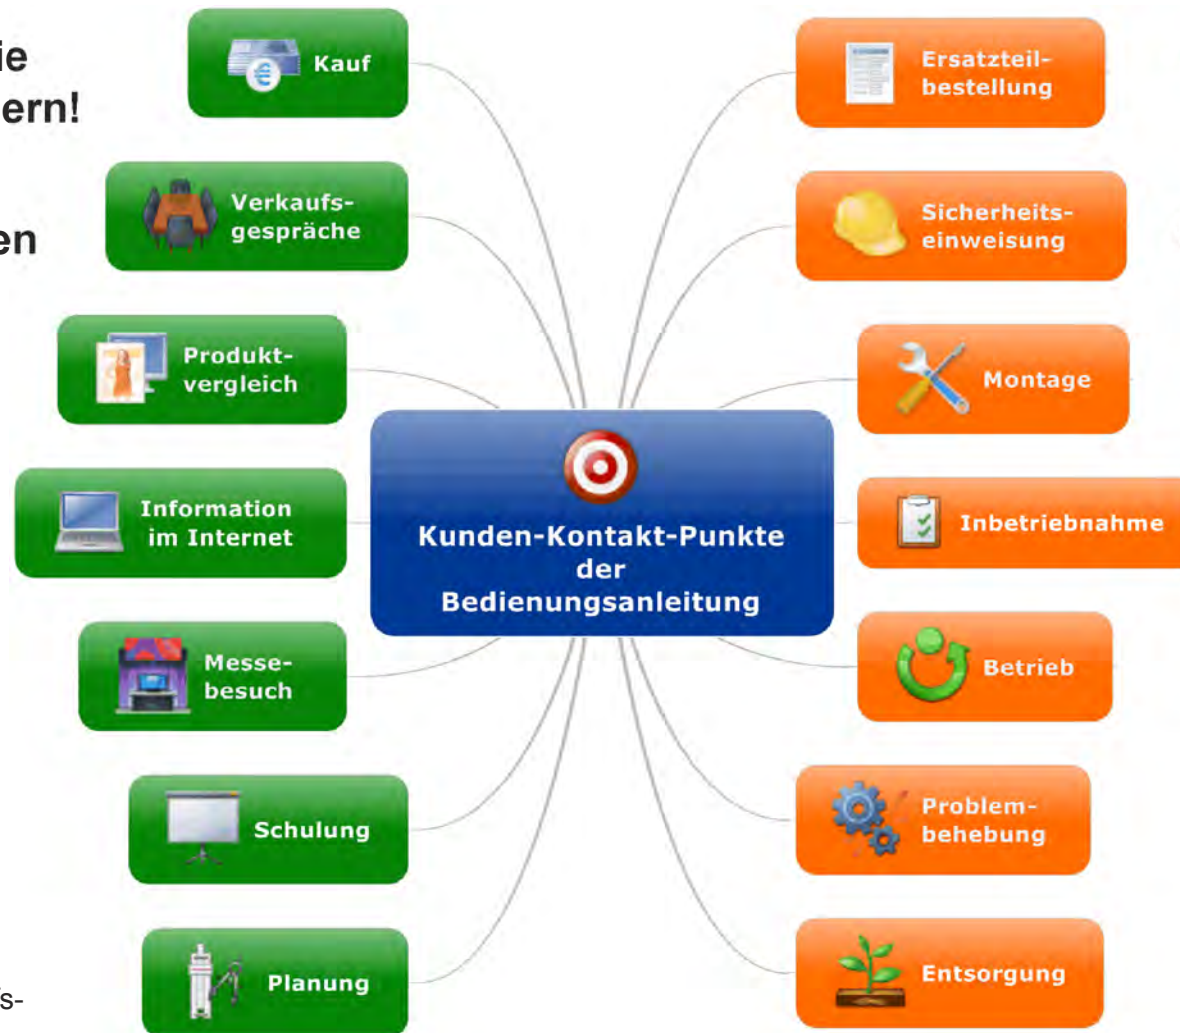 ie
ern!
en
Kauf
Verkaufs-
gespräche
Produkt-
vergleich
Information
im Internet
Messe-
besuch
Schulung
Planung
s-
Kunden-Kontakt-Punkte
der
Bedienungsanleitung
Ersatzteil-
bestellung
Sicherheits-
einweisung
Montage
Inbetriebnahme
Betrieb
Problem-
behebung
Entsorgung